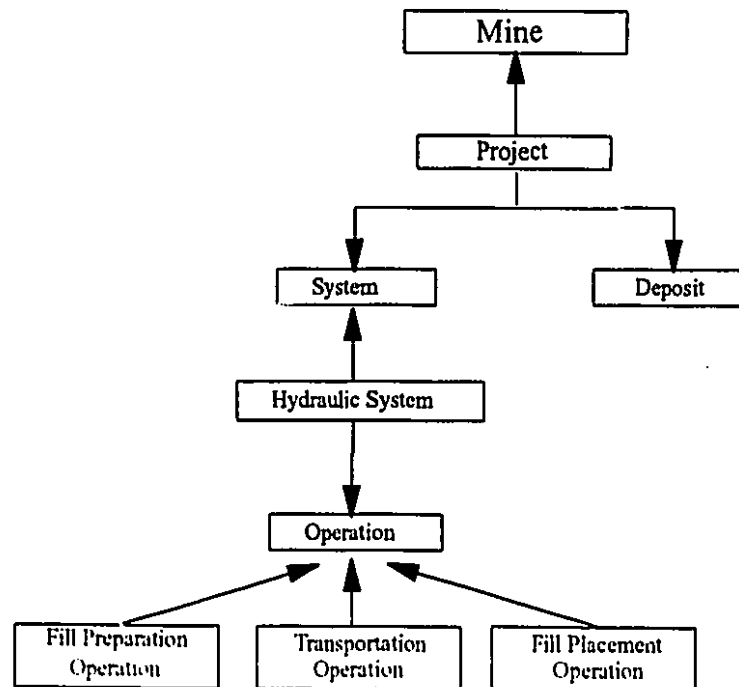 Mine
Project
System
Deposit
Hydraulic System
Operation
Fill Preparation
Operation
Transportation
Operation
Fill Placement
Operation